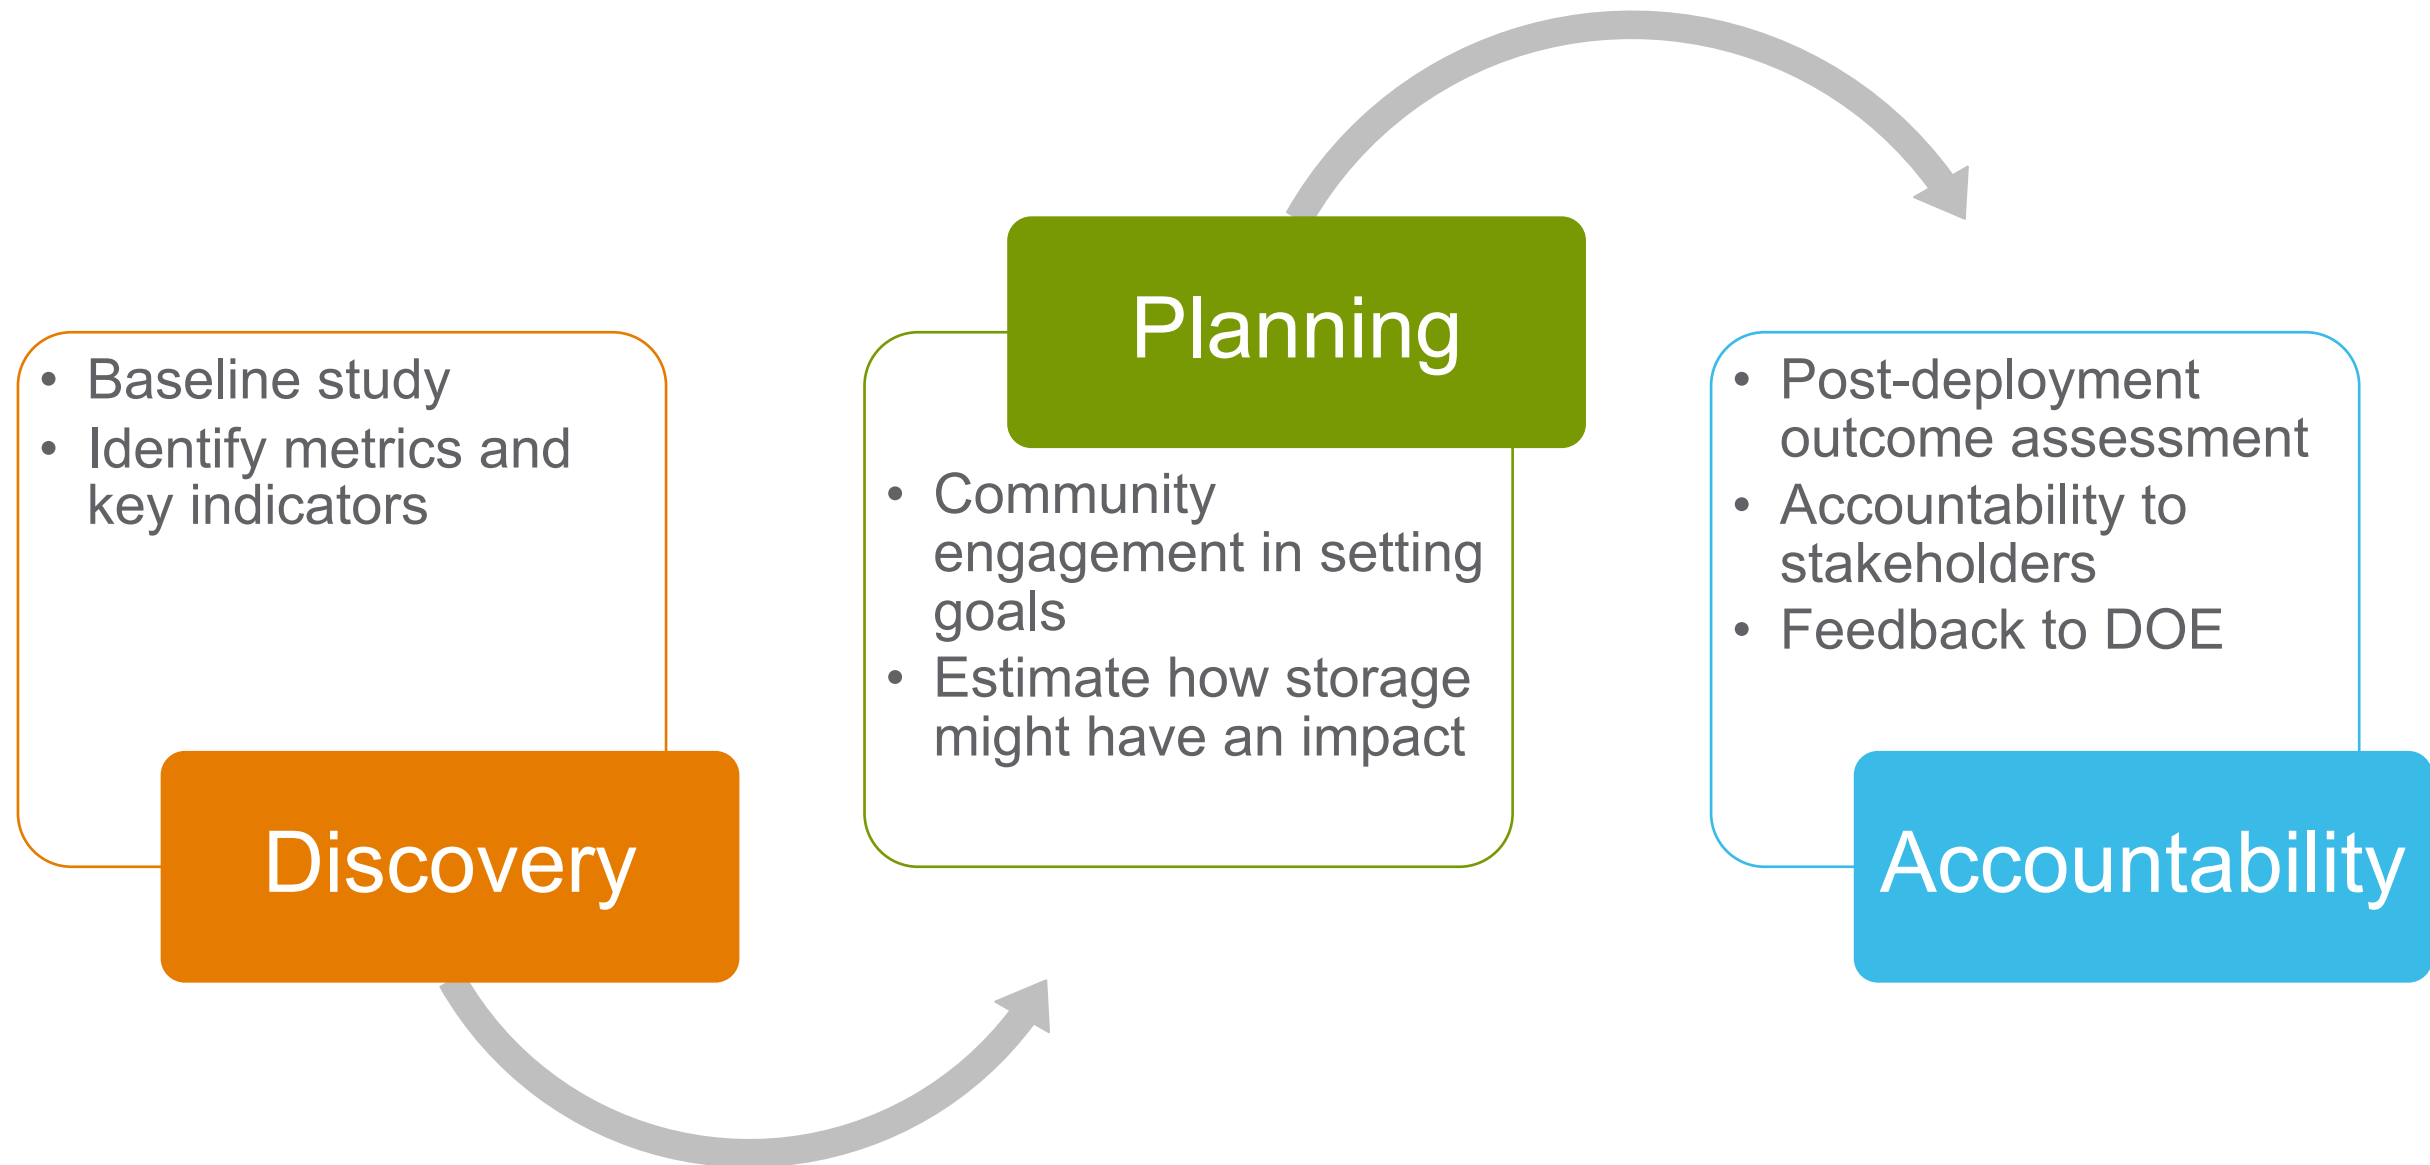 • Baseline study
• Identify metrics and
key indicators
Discovery
Planning
• Community
engagement in setting
goals
• Estimate how storage
might have an impact
• Post-deployment
outcome assessment
• Accountability to
stakeholders
• Feedback to DOE
Accountability